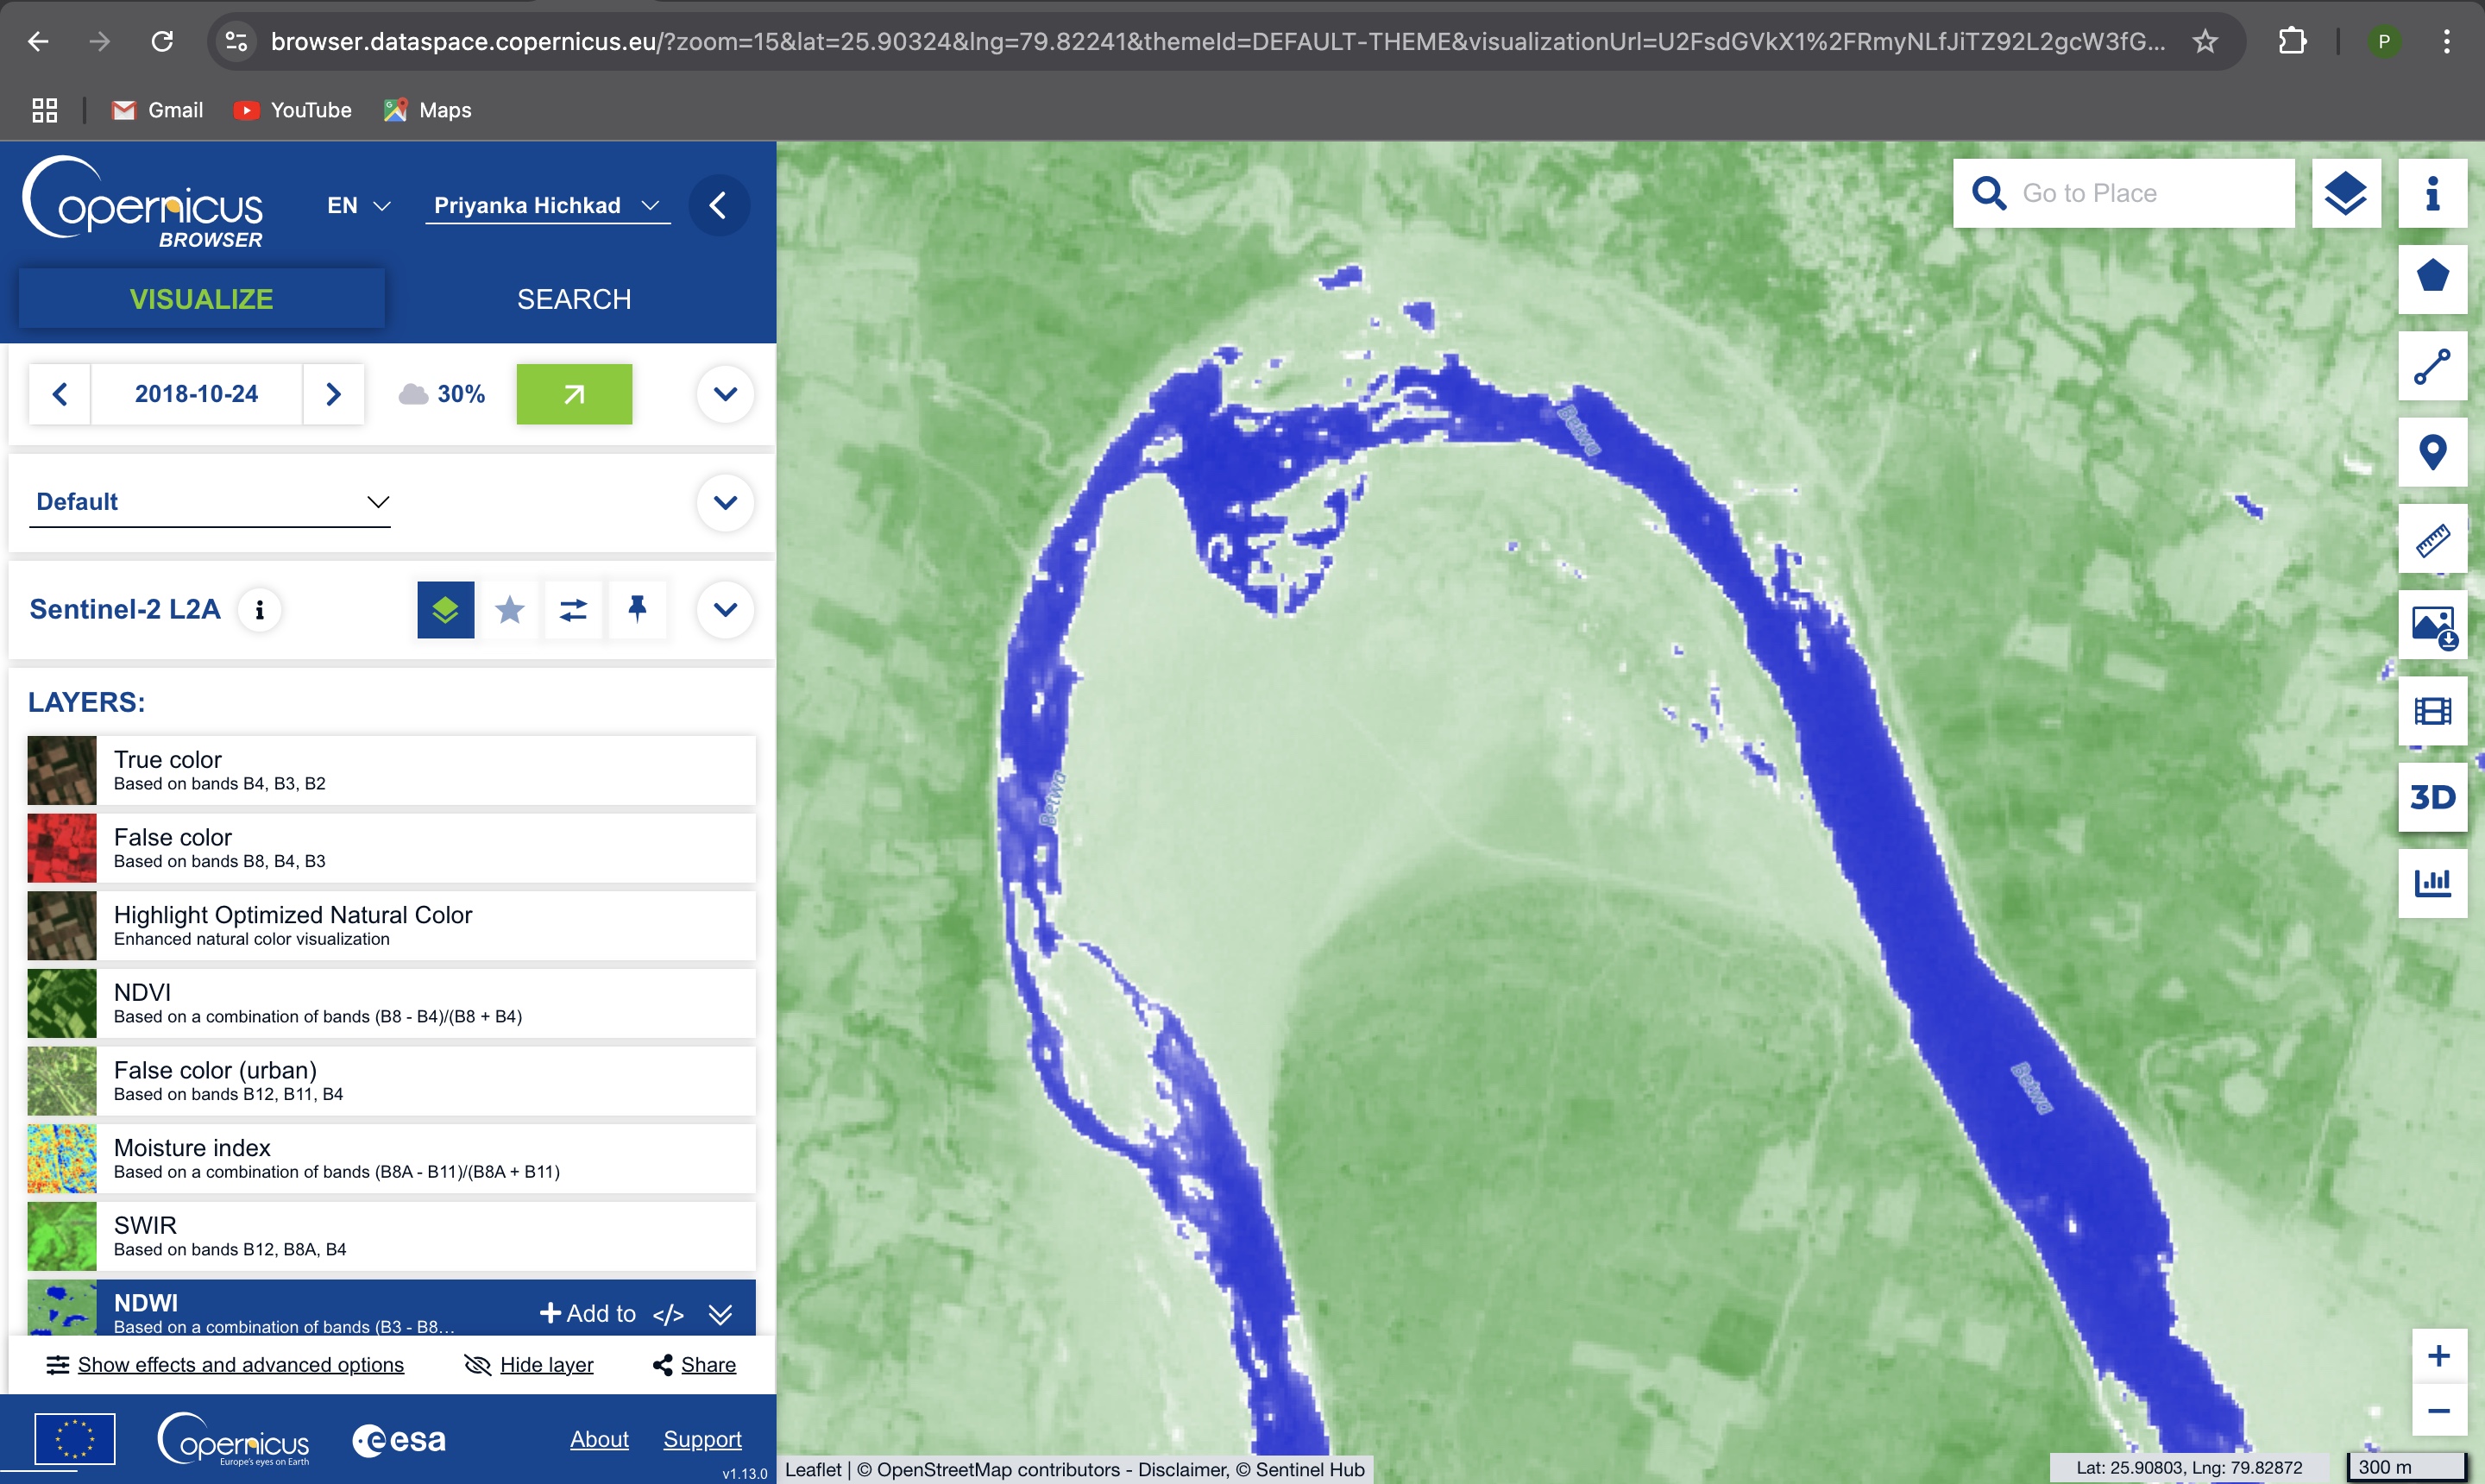 browser.dataspace.copernicus.eu/?zoom=15&lat=25.90324&lng=79.82241&themeId=DEFAULT-THEME&visualizationUrl=U2FsdGVkX1%2FRmyNLfJiTZ92L2gcW3fG...
P
Gmail
YouTube
Maps
Copernicus
BROWSER
EN
Priyanka Hichkad
VISUALIZE
SEARCH
Go to Place
2018-10-24
30%
Default
Sentinel-2 L2A
LAYERS:
True color
Based on bands B4, B3, B2
False color
Based on bands B8, B4, B3
Highlight Optimized Natural Color
Enhanced natural color visualization
NDVI
Based on a combination of bands (B8 - B4)/(B8 + B4)
False color (urban)
Based on bands B12, B11, B4
Moisture index
Based on a combination of bands (B8A - B11)/(B8A + B11)
SWIR
Based on bands B12, B8A, B4
NDWI
Based on a combination of bands (B3 - B8...
Add to
</>
Show effects and advanced options
Hide layer
Share
Copernicus
Europe's eyes on Earth
esa
About
Support
v1.13.0
Betwa
Betwa
Betwa
3D
+
−
Leaflet | © OpenStreetMap contributors - Disclaimer, © Sentinel Hub
Lat: 25.90803, Lng: 79.82872
300 m